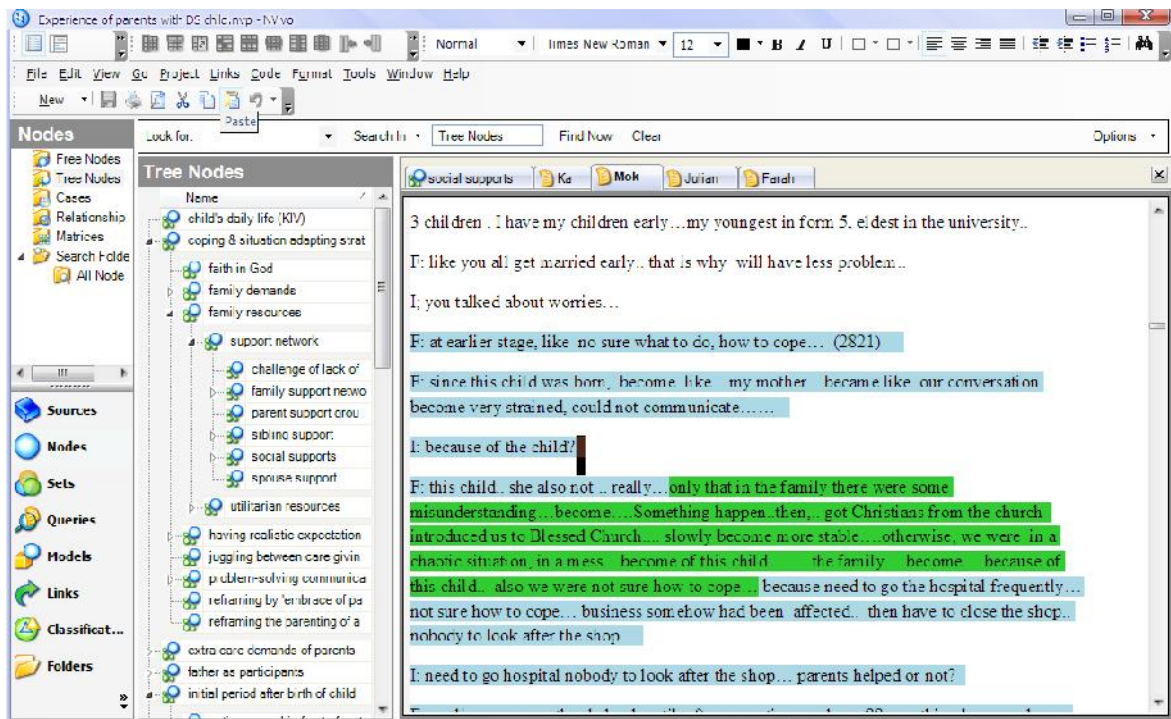 Experience of parents with DS chlc.nvp - NVivo
Normal Times New Roman 12 B I U
File Edit View Go Project Links Code Format Tools Window Help
New
Paste
Nodes
Look for: Search In Tree Nodes Find Now Clear Options
Free Nodes
Tree Nodes
Cases
Relationship
Matrices
Search Folde
All Node
Sources
Nodes
Sets
Queries
Models
Links
Classificat...
Folders
Tree Nodes
Name
child's daily life (KIV)
coping & situation adapting strat
faith in God
family demands
family resources
support network
challenge of lack of
family support netwo
parent support grou
sibling support
social supports
spouse support
utilitarian resources
having realistic expectation
juggling between care givin
problem-solving communica
reframing by 'embrace of pa
reframing the parenting of a
extra care demands of parents
father as participants
initial period after birth of child
social supports Ka Mok Julian Farah
3 children . I have my children early…my youngest in form 5, eldest in the university..
F: like you all get married early.. that is why will have less problem..
I; you talked about worries…
F: at earlier stage, like no sure what to do, how to cope… (2821)
F: since this child was born, become like my mother became like our conversation
become very strained, could not communicate……
I: because of the child?
F: this child.. she also not .. really…only that in the family there were some
misunderstanding…become….Something happen..then,..got Christians from the church
introduced us to Blessed Church.... slowly become more stable….otherwise, we were in a
chaotic situation, in a mess become of this child the family become because of
this child.. also we were not sure how to cope… because need to go the hospital frequently…
not sure how to cope… business somehow had been affected.. then have to close the shop..
nobody to look after the shop
I: need to go hospital nobody to look after the shop… parents helped or not?